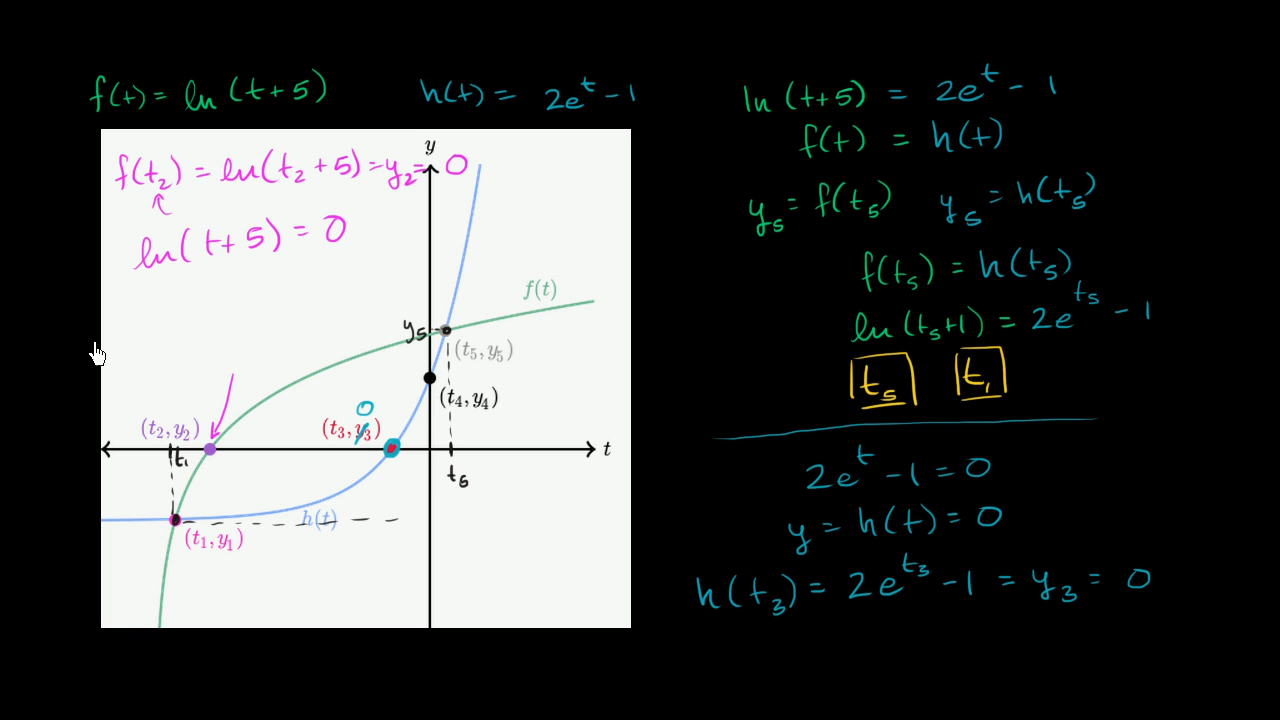 f(t) = ln (t+5)
h(t) = 2e^t - 1
y
f(t₂) = ln(t₂+5) = y₂ = 0
ln(t+5) = 0
f(t)
y₅
(t₅, y₅)
(t₄, y₄)
0
(t₂, y₂)
(t₃, y₃)
t₁
t
t₅
h(t)
(t₁, y₁)
ln (t+5) = 2e^t - 1
f(t) = h(t)
y₅ = f(t₅) y₅ = h(t₅)
f(t₅) = h(t₅)
ln (t₅+1) = 2e^t₅ - 1
t₅ t₁
2e^t - 1 = 0
y = h(t) = 0
h(t₃) = 2e^t₃ - 1 = y₃ = 0